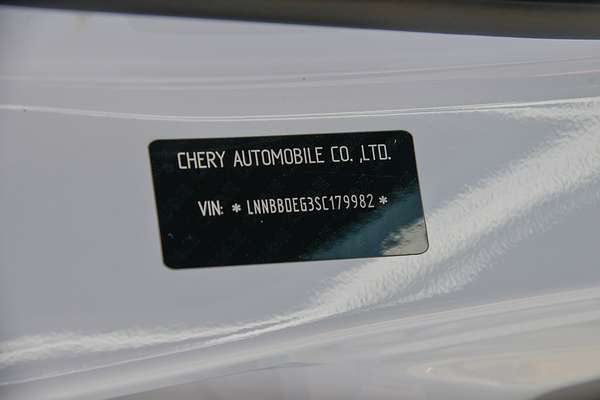 CHERY AUTOMOBILE CO. ,LTD.
VIN: * LNNBBDEG3SC179982 *